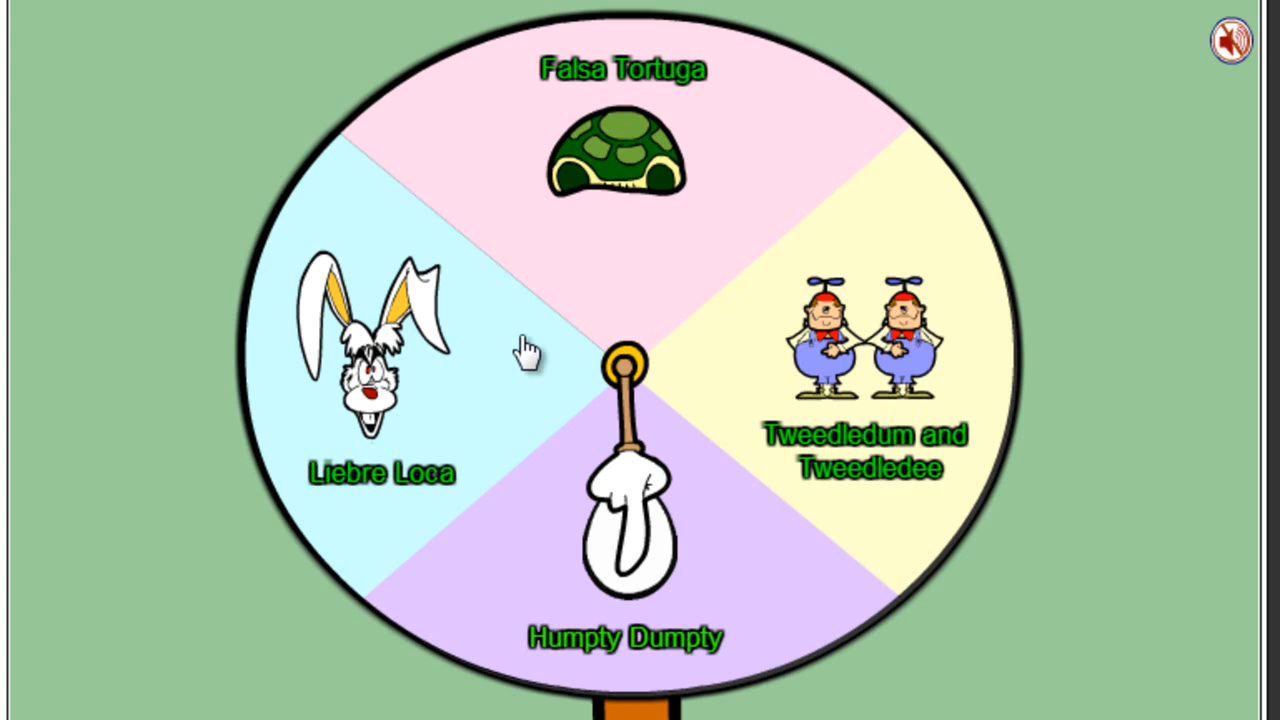 Falsa Tortuga
Liebre Loca
Tweedledum and
Tweedledee
Humpty Dumpty